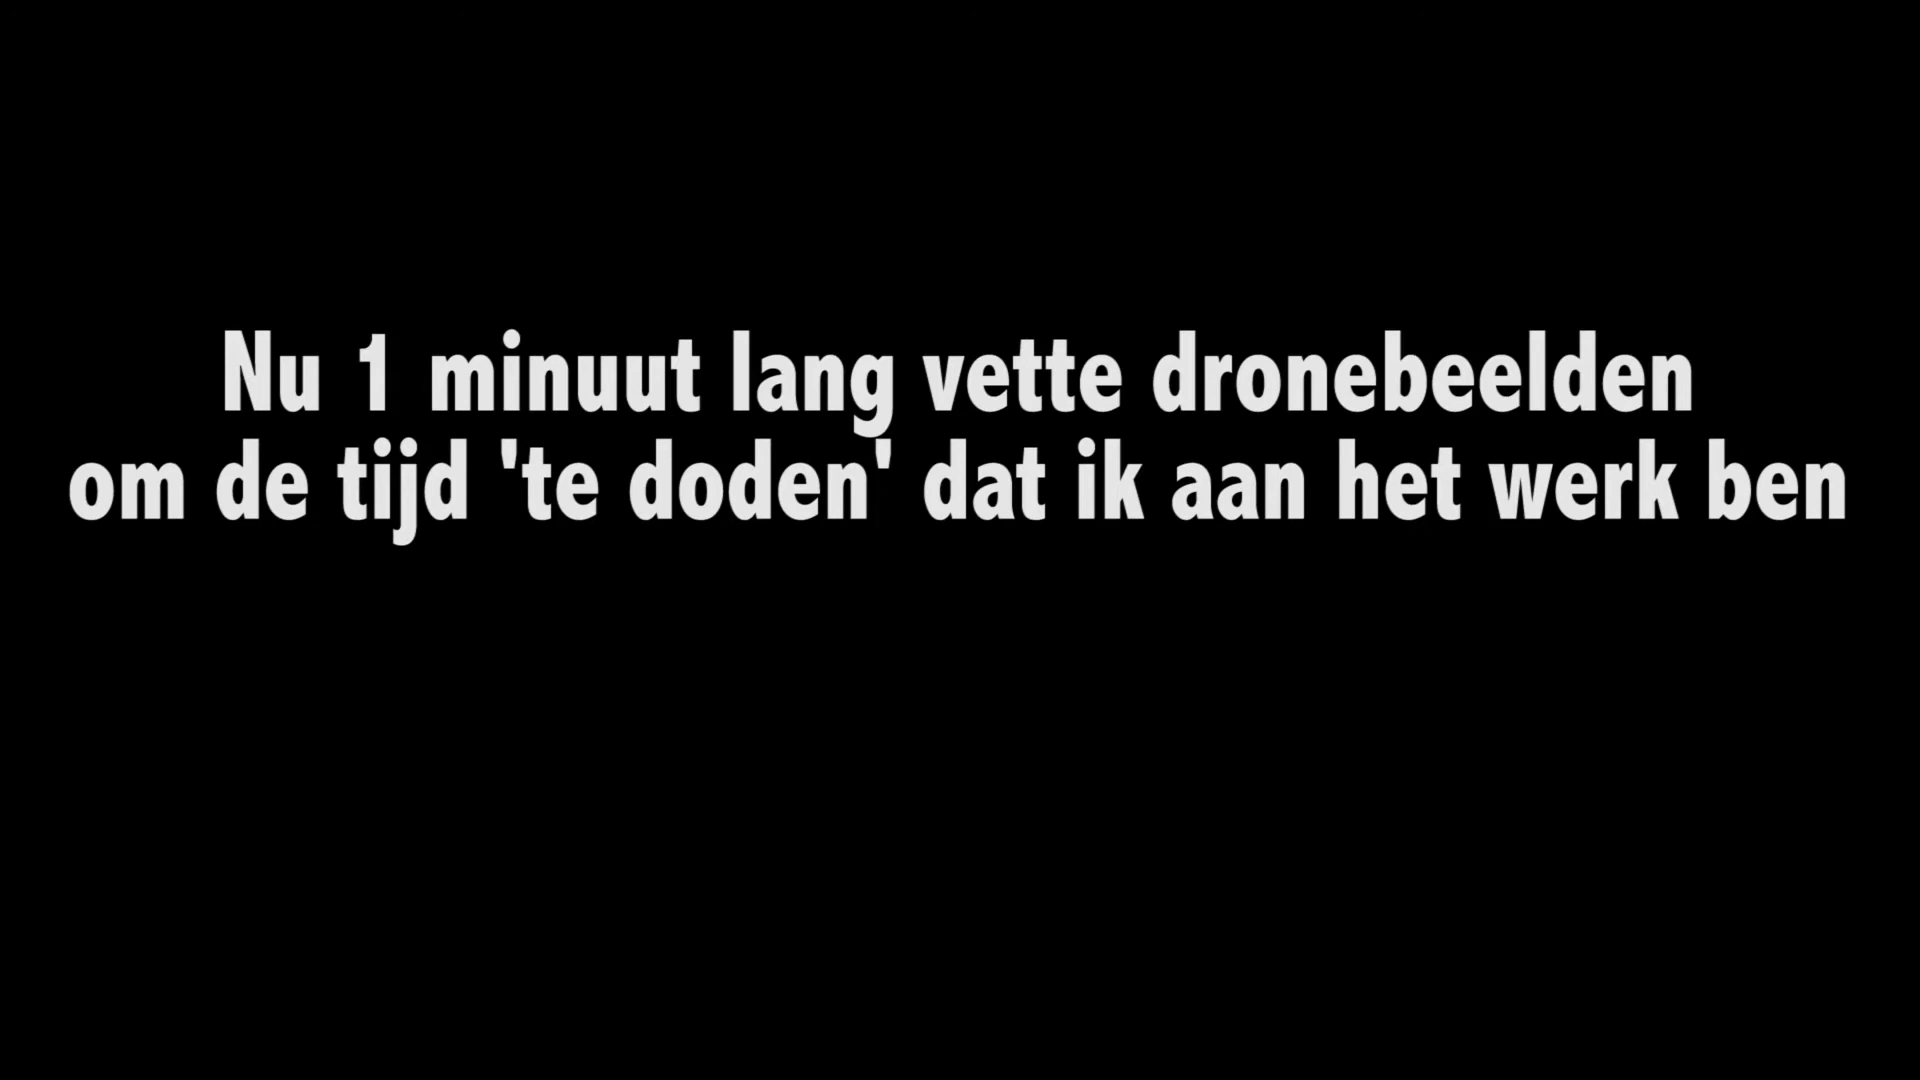 Nu 1 minuut lang vette dronebeelden
om de tijd 'te doden' dat ik aan het werk ben